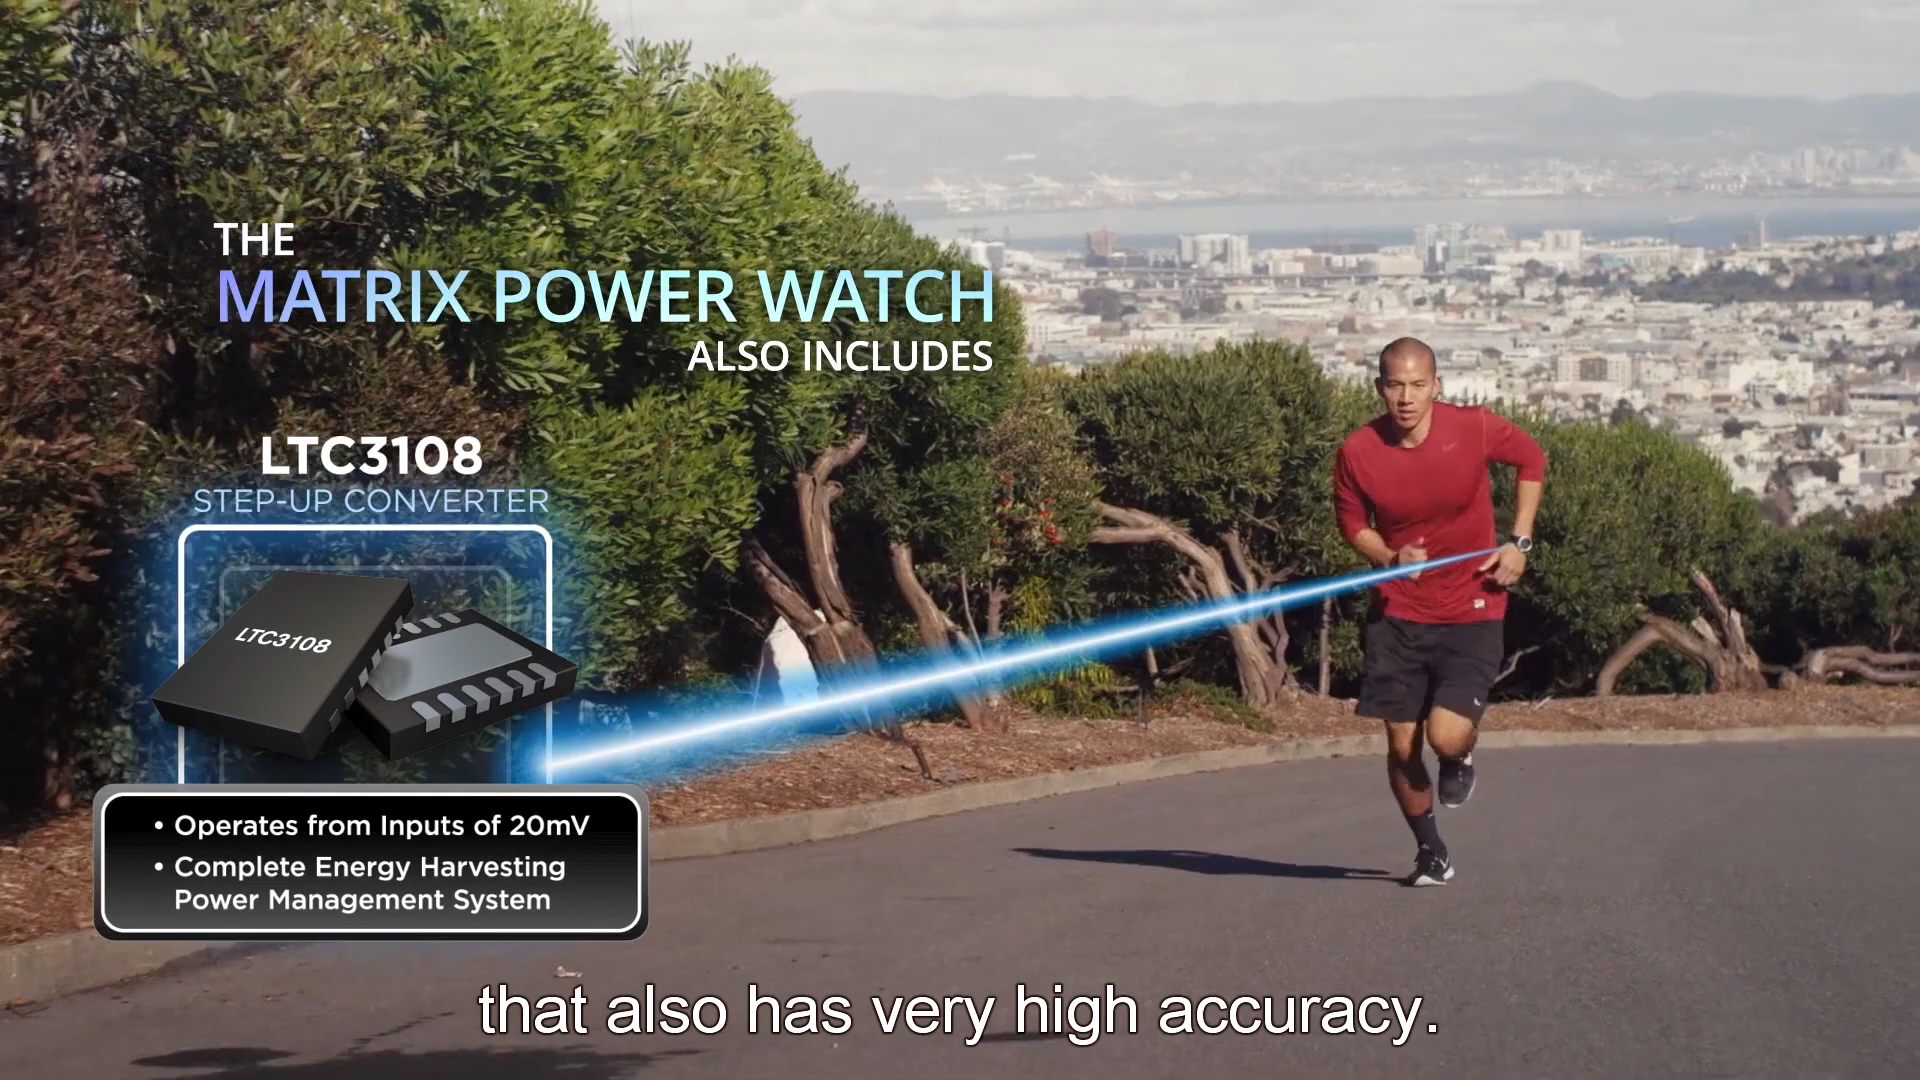 THE
MATRIX POWER WATCH
ALSO INCLUDES
LTC3108
STEP-UP CONVERTER
LTC3108
• Operates from Inputs of 20mV
• Complete Energy Harvesting
Power Management System
that also has very high accuracy.